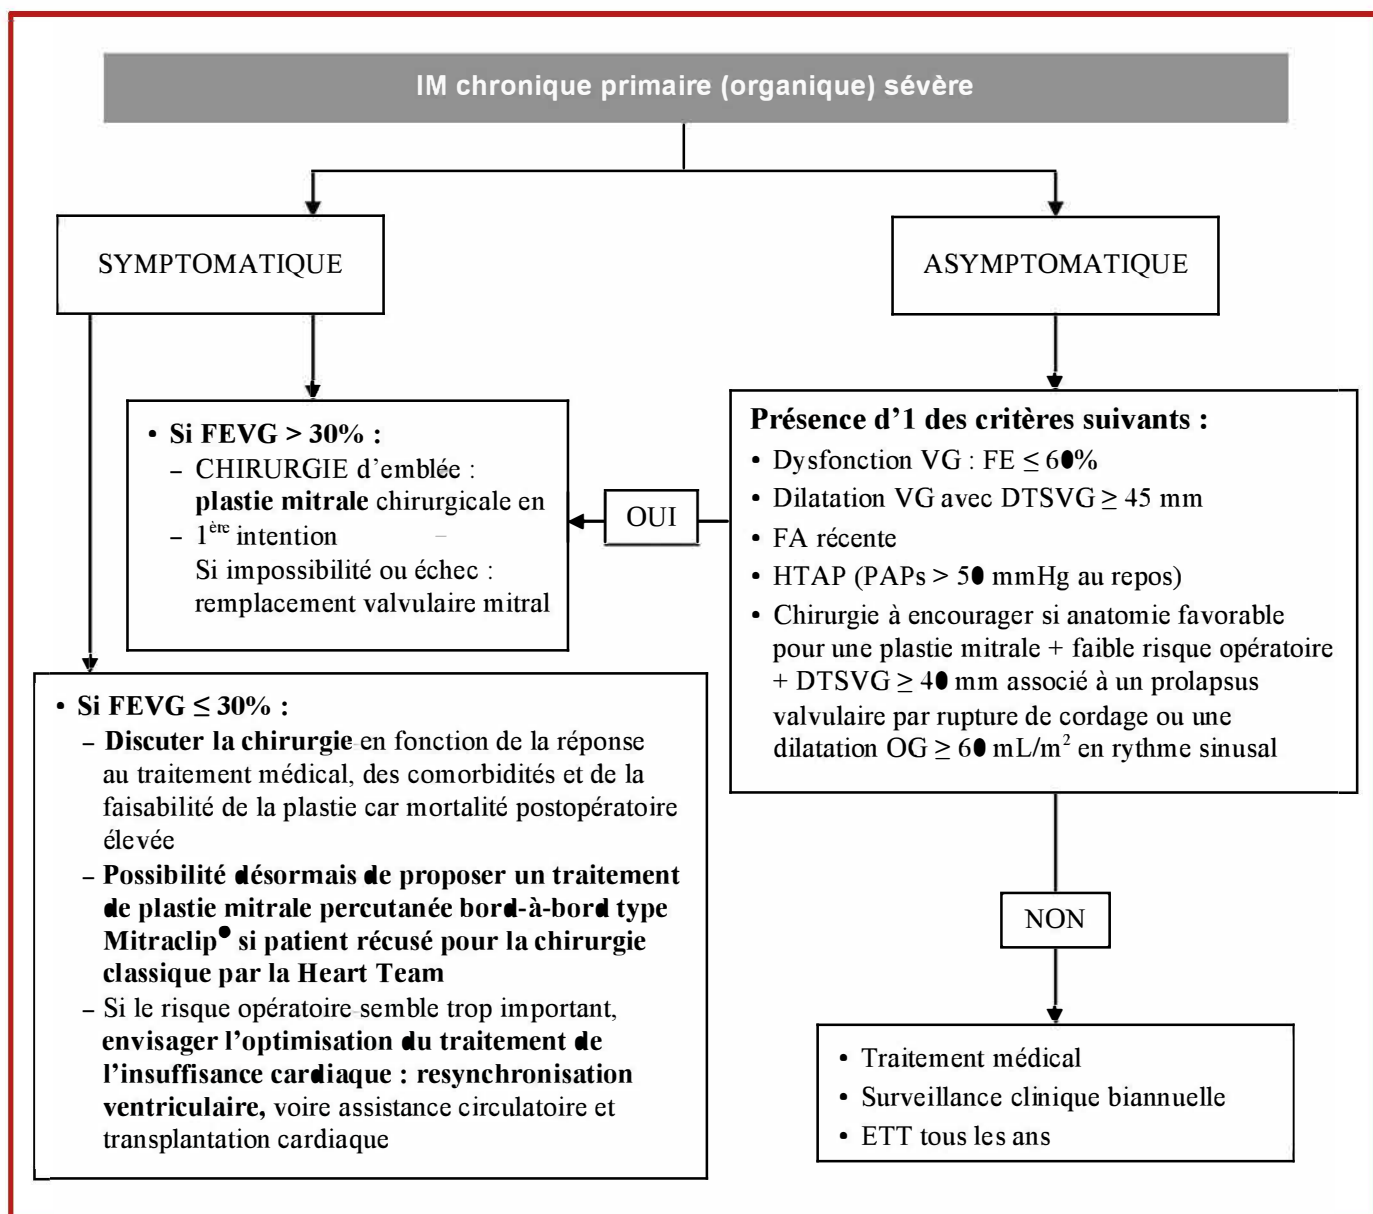 IM chronique primaire (organique) sévère
SYMPTOMATIQUE
ASYMPTOMATIQUE
• Si FEVG > 30% :
– CHIRURGIE d'emblée :
plastie mitrale chirurgicale en
– 1ère intention
Si impossibilité ou échec :
remplacement valvulaire mitral
OUI
Présence d'1 des critères suivants :
• Dysfonction VG : FE ≤ 60%
• Dilatation VG avec DTSVG ≥ 45 mm
• FA récente
• HTAP (PAPs > 50 mmHg au repos)
• Chirurgie à encourager si anatomie favorable
pour une plastie mitrale + faible risque opératoire
+ DTSVG ≥ 40 mm associé à un prolapsus
valvulaire par rupture de cordage ou une
dilatation OG ≥ 60 mL/m² en rythme sinusal
• Si FEVG ≤ 30% :
– Discuter la chirurgie en fonction de la réponse
au traitement médical, des comorbidités et de la
faisabilité de la plastie car mortalité postopératoire
élevée
– Possibilité désormais de proposer un traitement
de plastie mitrale percutanée bord-à-bord type
Mitraclip® si patient récusé pour la chirurgie
classique par la Heart Team
– Si le risque opératoire semble trop important,
envisager l'optimisation du traitement de
l'insuffisance cardiaque : resynchronisation
ventriculaire, voire assistance circulatoire et
transplantation cardiaque
NON
• Traitement médical
• Surveillance clinique biannuelle
• ETT tous les ans